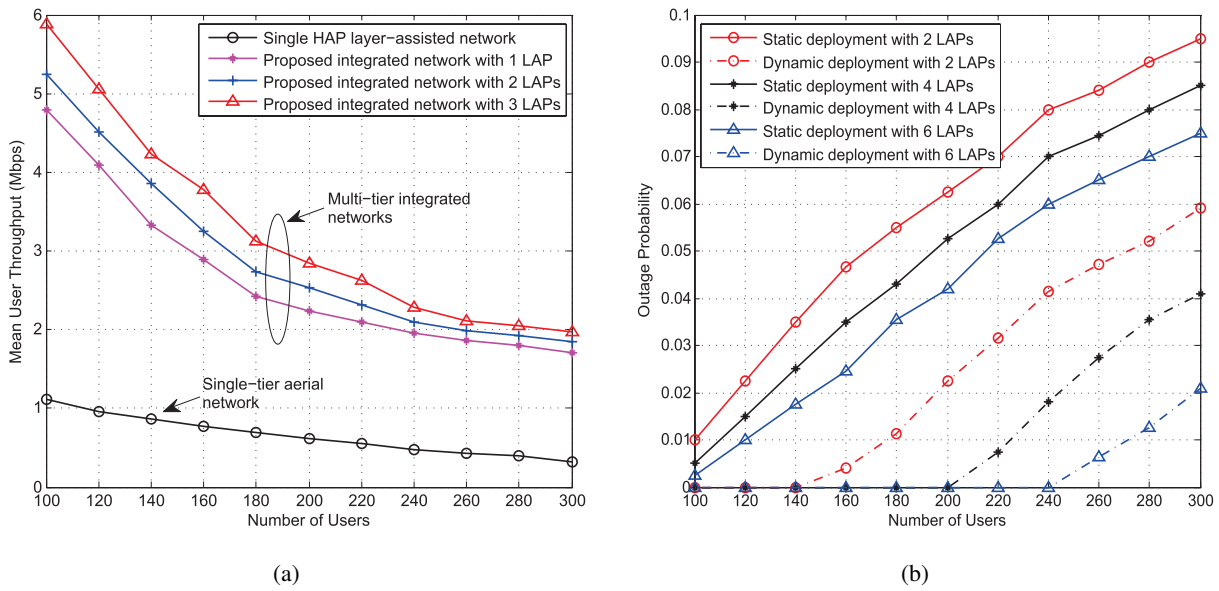 6
5
4
3
2
1
0
100 120 140 160 180 200 220 240 260 280 300
Number of Users
Mean User Throughput (Mbps)
Single HAP layer−assisted network
Proposed integrated network with 1 LAP
Proposed integrated network with 2 LAPs
Proposed integrated network with 3 LAPs
Multi−tier integrated
networks
Single−tier aerial
network
(a)
0.1
0.09
0.08
0.07
0.06
0.05
0.04
0.03
0.02
0.01
0
100 120 140 160 180 200 220 240 260 280 300
Number of Users
Outage Probability
Static deployment with 2 LAPs
Dynamic deployment with 2 LAPs
Static deployment with 4 LAPs
Dynamic deployment with 4 LAPs
Static deployment with 6 LAPs
Dynamic deployment with 6 LAPs
(b)